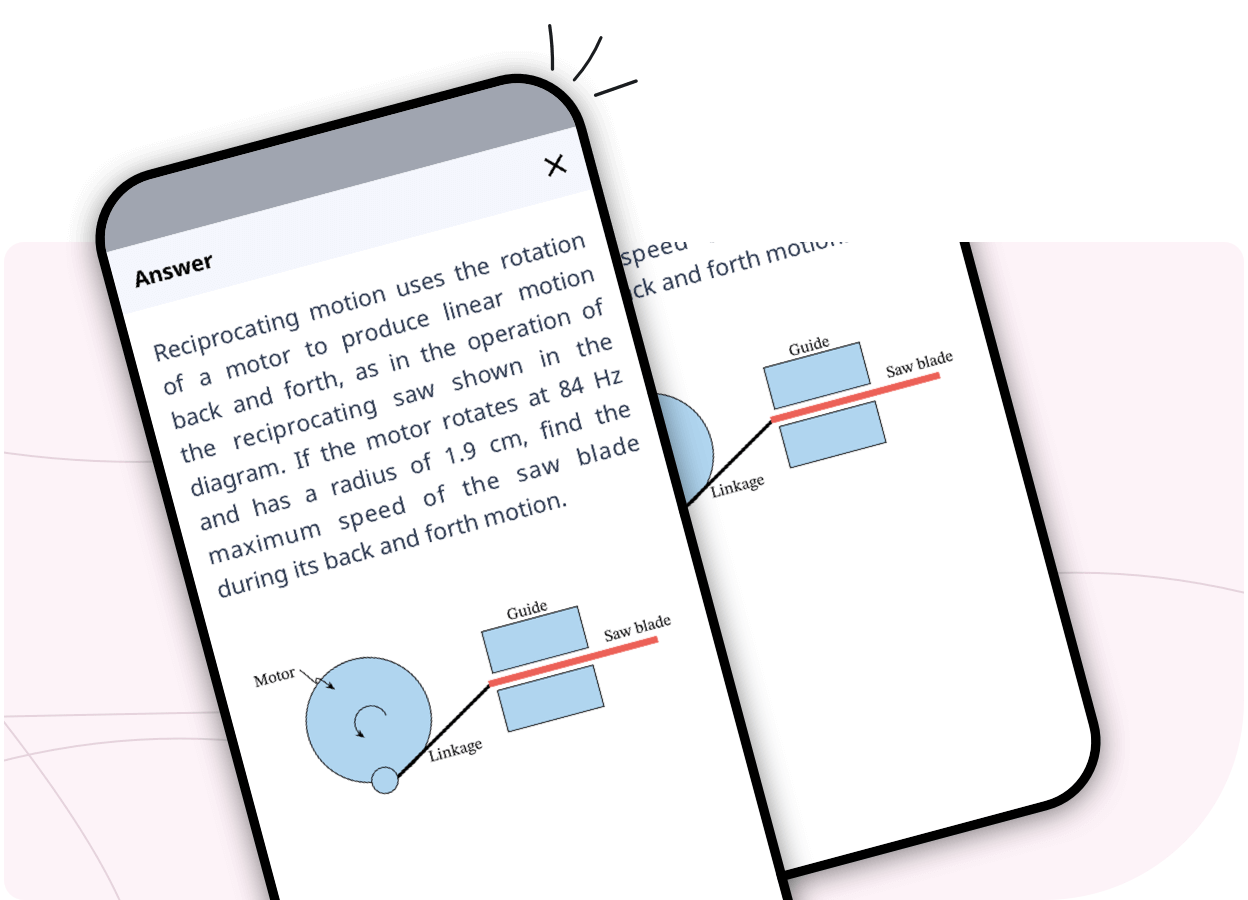 Answer
Reciprocating motion uses the rotation
of a motor to produce linear motion
back and forth, as in the operation of
the reciprocating saw shown in the
diagram. If the motor rotates at 84 Hz
and has a radius of 1.9 cm, find the
maximum speed of the saw blade
during its back and forth motion.
Guide
Saw blade
Motor
Linkage
speed
ck and forth motion.
Guide
Saw blade
Linkage